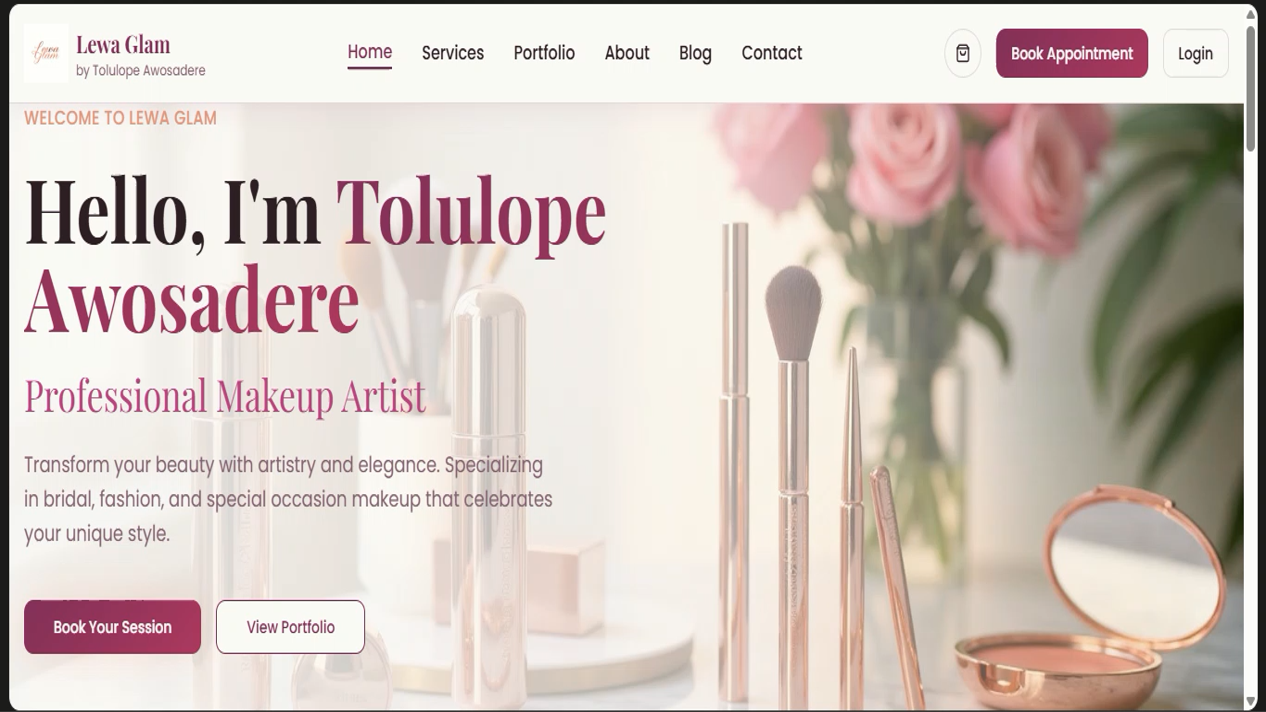 Lewa
Glam
Lewa Glam
by Tolulope Awosadere
Home
Services
Portfolio
About
Blog
Contact
Book Appointment
Login
WELCOME TO LEWA GLAM
Hello, I'm Tolulope
Awosadere
Professional Makeup Artist
Transform your beauty with artistry and elegance. Specializing
in bridal, fashion, and special occasion makeup that celebrates
your unique style.
Book Your Session
View Portfolio